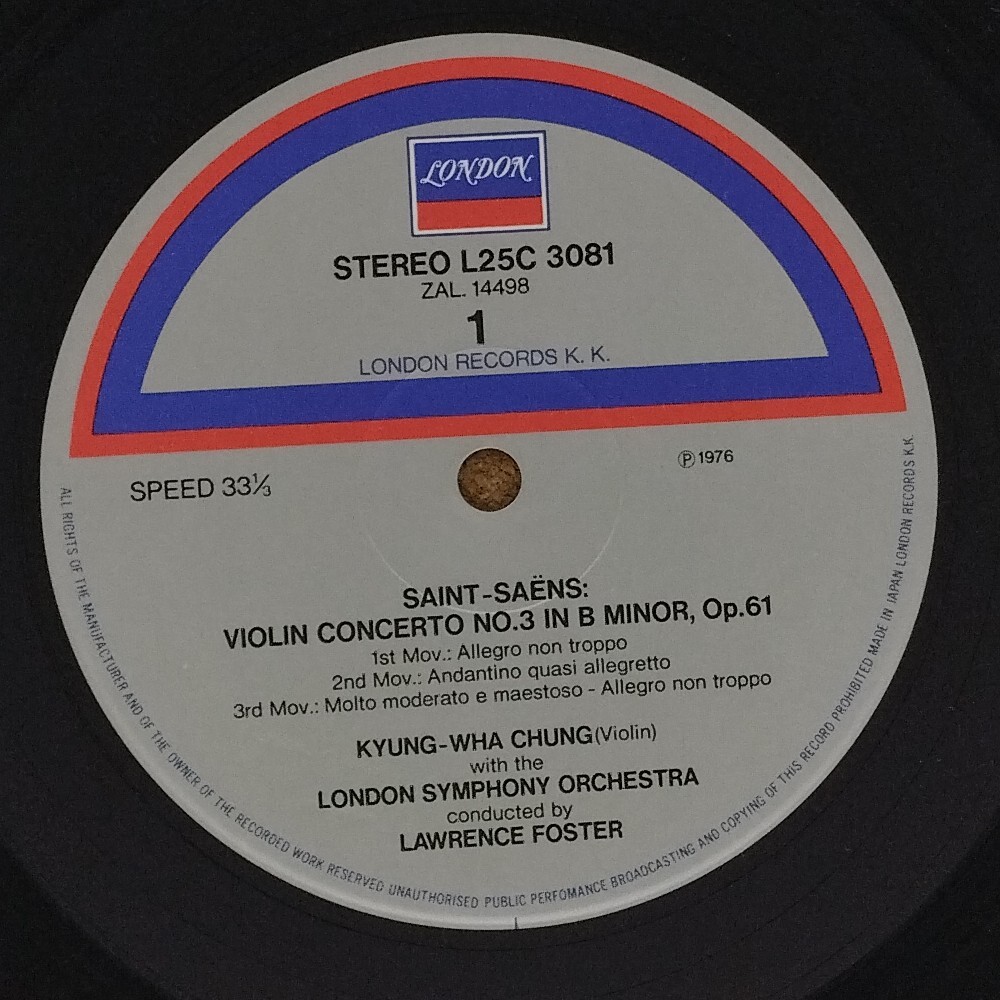 LONDON
STEREO L25C 3081
ZAL. 14498
1
LONDON RECORDS K. K.
℗ 1976
SPEED 33⅓
SAINT-SAËNS:
VIOLIN CONCERTO NO.3 IN B MINOR, Op.61
1st Mov.: Allegro non troppo
2nd Mov.: Andantino quasi allegretto
3rd Mov.: Molto moderato e maestoso - Allegro non troppo
KYUNG-WHA CHUNG(Violin)
with the
LONDON SYMPHONY ORCHESTRA
conducted by
LAWRENCE FOSTER
ALL RIGHTS OF THE MANUFACTURER AND OF THE OWNER OF THE RECORDED WORK RESERVED UNAUTHORISED PUBLIC PERFOMANCE BROADCASTING AND COPYING OF THIS RECORD PROHIBITED MADE IN JAPAN LONDON RECORDS K.K.